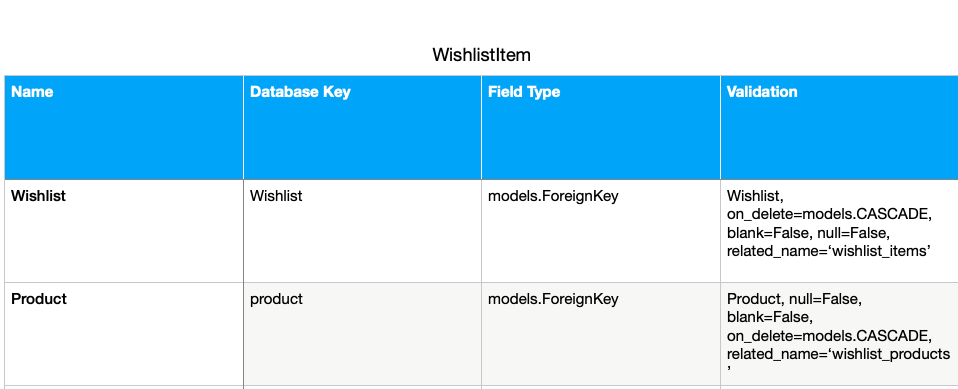 WishlistItem
Name Database Key Field Type Validation
Wishlist Wishlist models.ForeignKey Wishlist,
on_delete=models.CASCADE,
blank=False, null=False,
related_name=‘wishlist_items’
Product product models.ForeignKey Product, null=False,
blank=False,
on_delete=models.CASCADE,
related_name=‘wishlist_products
’